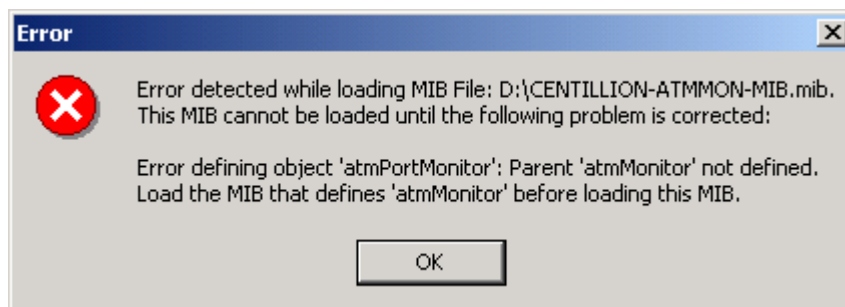 Error
Error detected while loading MIB File: D:\CENTILLION-ATMMON-MIB.mib.
This MIB cannot be loaded until the following problem is corrected:
Error defining object 'atmPortMonitor': Parent 'atmMonitor' not defined.
Load the MIB that defines 'atmMonitor' before loading this MIB.
OK